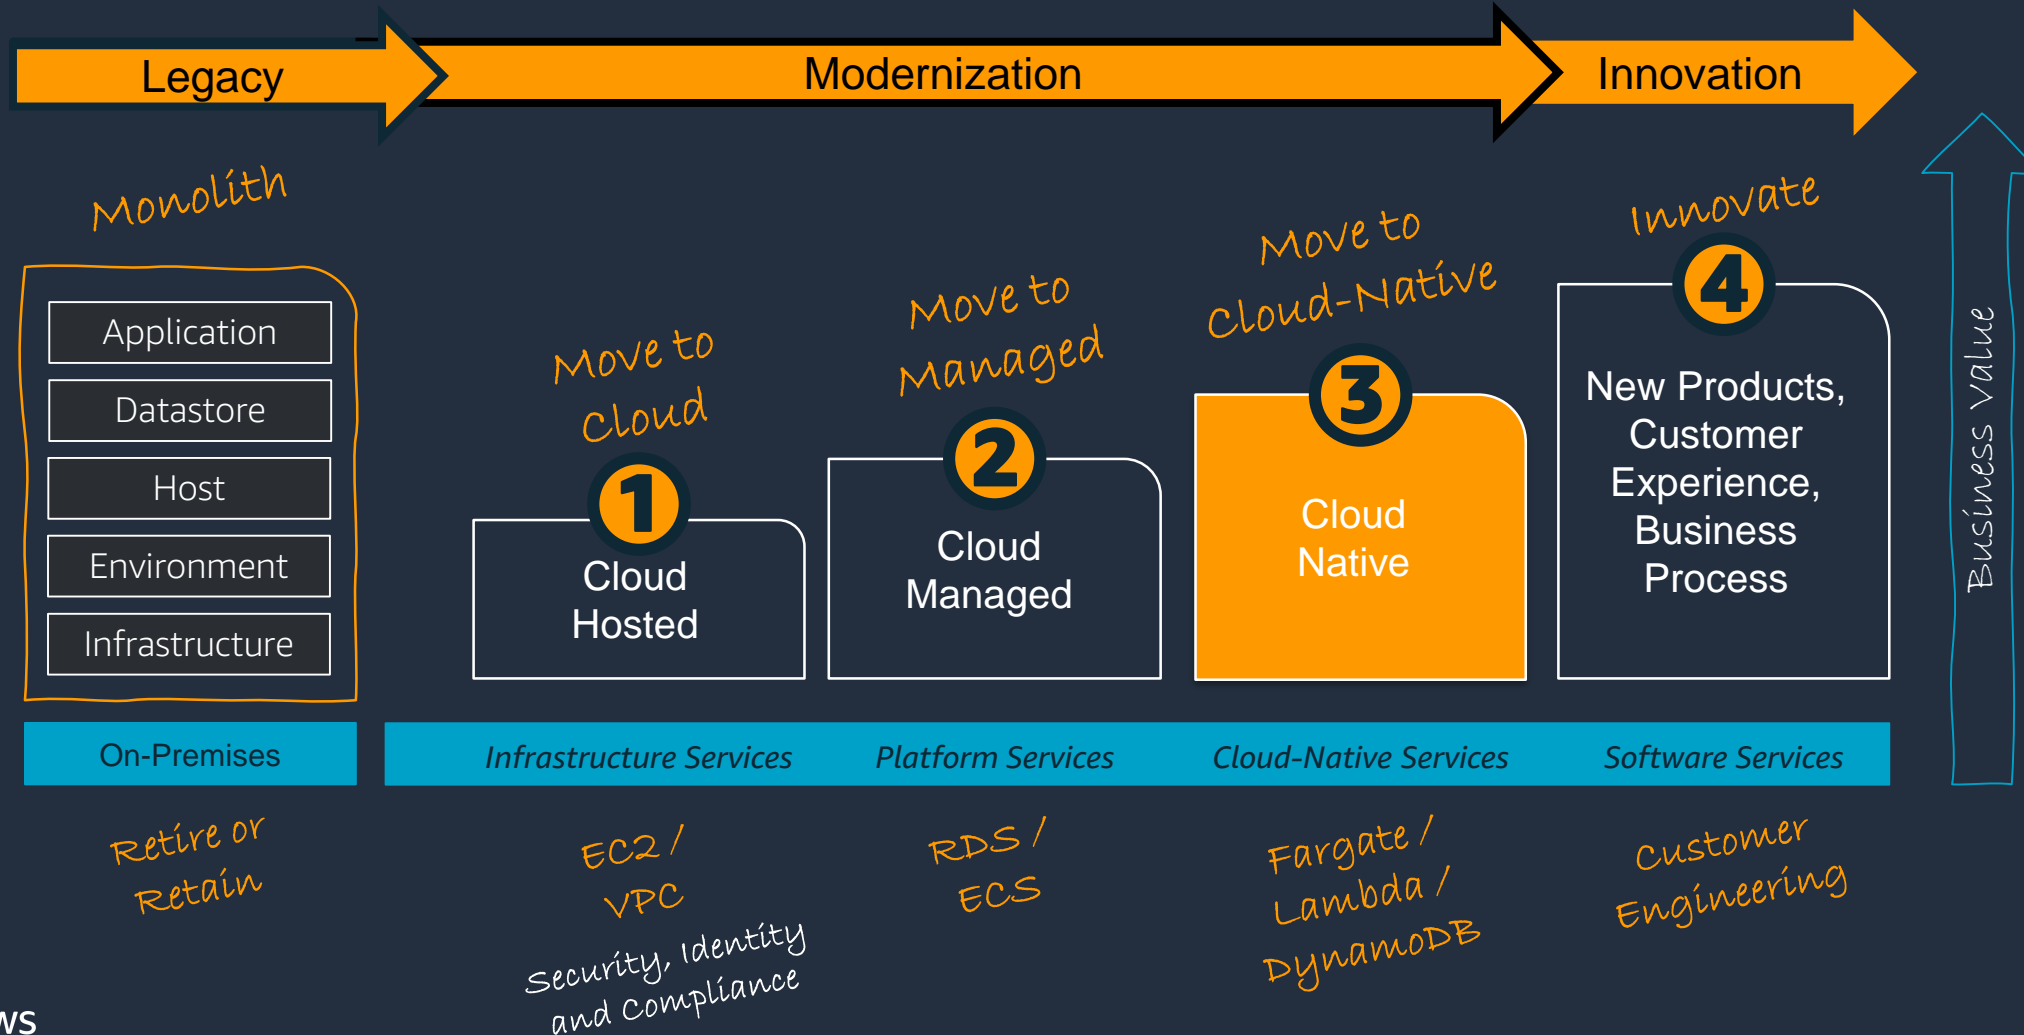 Legacy
Modernization
Innovation
Monolith
Application
Datastore
Host
Environment
Infrastructure
On-Premises
Retire or
Retain
Move to
Cloud
1
Cloud
Hosted
Infrastructure Services
EC2 /
VPC
Security, Identity
and Compliance
Move to
Managed
2
Cloud
Managed
Platform Services
RDS /
ECS
Move to
Cloud-Native
3
Cloud
Native
Cloud-Native Services
Fargate /
Lambda /
DynamoDB
Innovate
4
New Products,
Customer
Experience,
Business
Process
Software Services
Customer
Engineering
Business Value